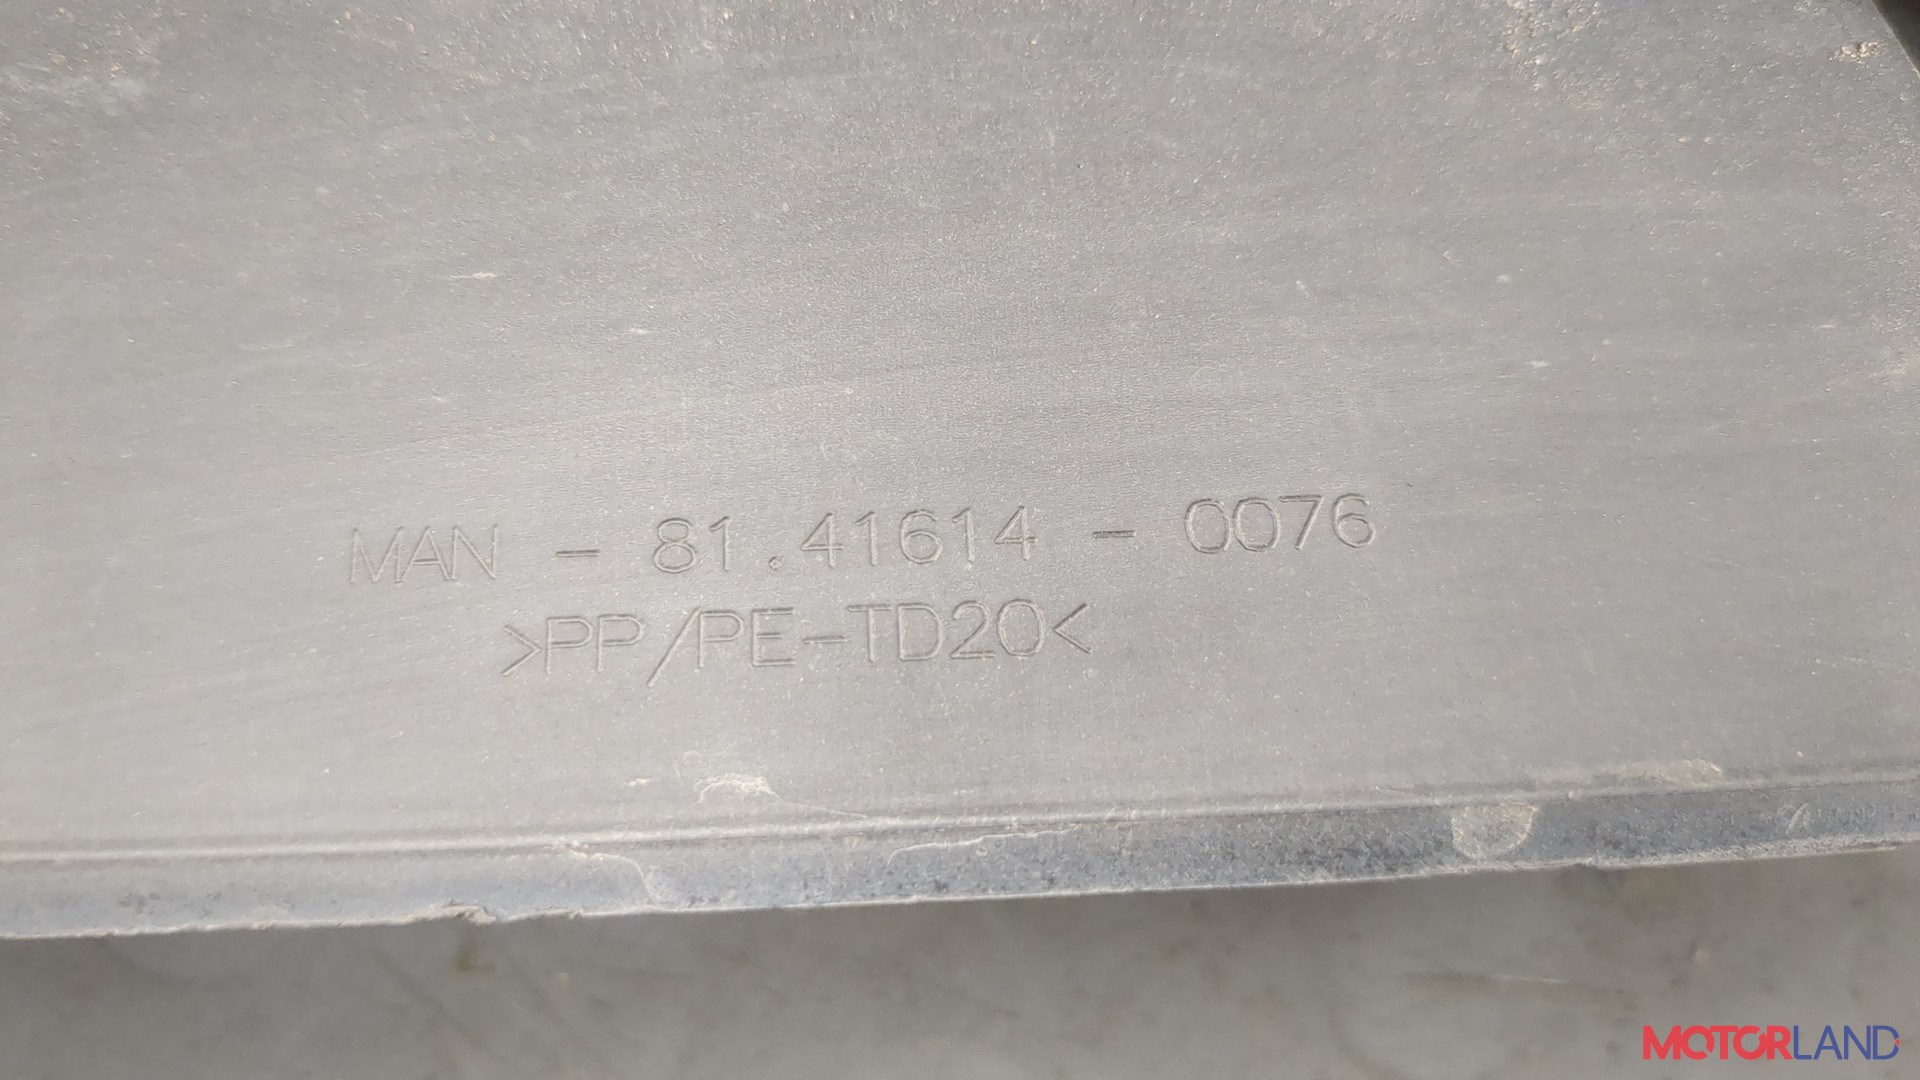 MAN - 81.41614 - 0076
>PP/PE-TD20<
MOTORLAND